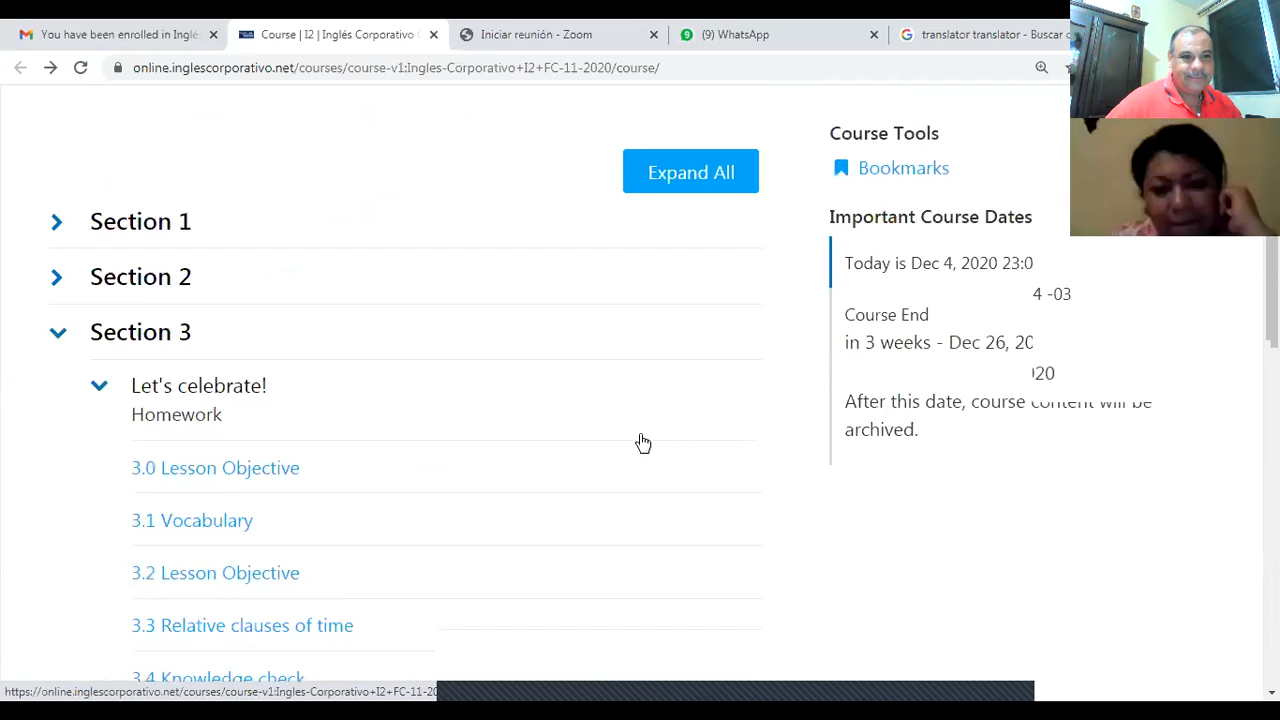 You have been enrolled in Inglé
Course | I2 | Inglés Corporativo
Iniciar reunión - Zoom
(9) WhatsApp
translator translator - Buscar c
online.inglescorporativo.net/courses/course-v1:Ingles-Corporativo+I2+FC-11-2020/course/
Expand All
Section 1
Section 2
Section 3
Let's celebrate!
Homework
3.0 Lesson Objective
3.1 Vocabulary
3.2 Lesson Objective
3.3 Relative clauses of time
3.4 Knowledge check
Course Tools
Bookmarks
Important Course Dates
Today is Dec 4, 2020 23:0
4 -03
Course End
in 3 weeks - Dec 26, 20
020
After this date, course content will be
archived.
https://online.inglescorporativo.net/courses/course-v1:Ingles-Corporativo+I2+FC-11-20